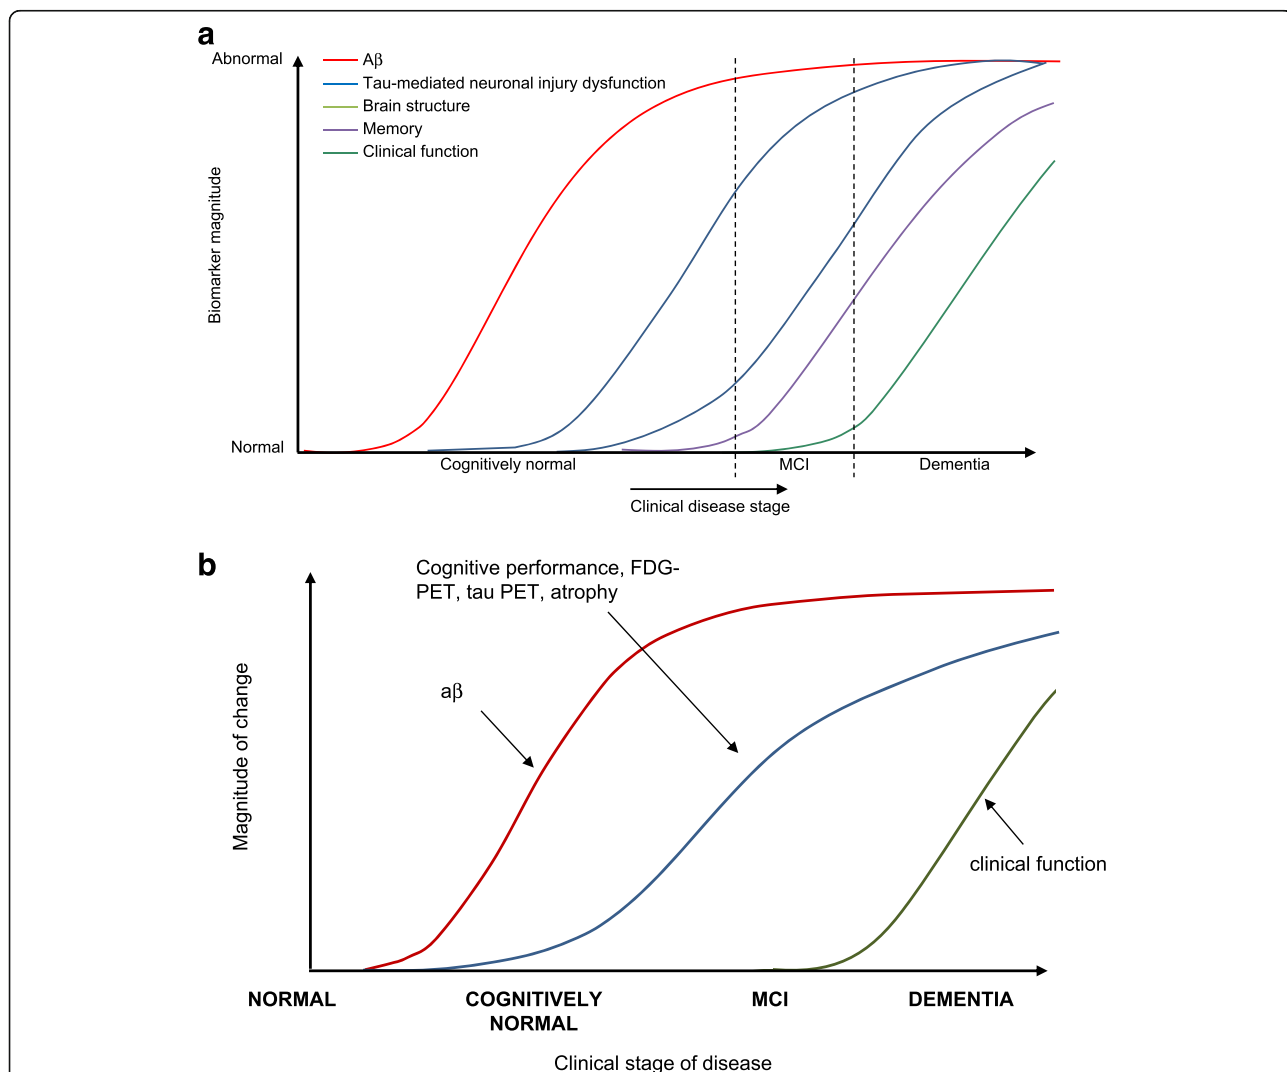 a
Abnormal
Aβ
Tau-mediated neuronal injury dysfunction
Brain structure
Memory
Clinical function
Biomarker magnitude
Normal
Cognitively normal
MCI
Dementia
Clinical disease stage
b
Cognitive performance, FDG-
PET, tau PET, atrophy
aβ
Magnitude of change
clinical function
NORMAL
COGNITIVELY
NORMAL
MCI
DEMENTIA
Clinical stage of disease